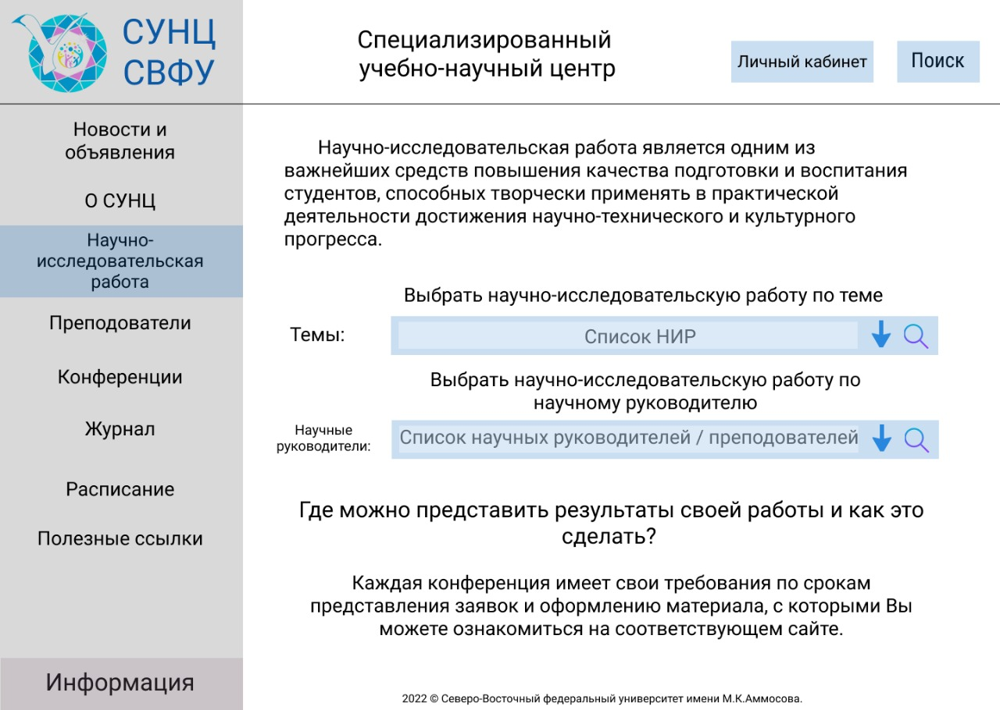 СУНЦ
СВФУ
Специализированный
учебно-научный центр
Личный кабинет
Поиск
Новости и
объявления
О СУНЦ
Научно-
исследовательская
работа
Преподователи
Конференции
Журнал
Расписание
Полезные ссылки
Информация
Научно-исследовательская работа является одним из
важнейших средств повышения качества подготовки и воспитания
студентов, способных творчески применять в практической
деятельности достижения научно-технического и культурного
прогресса.
Выбрать научно-исследовательскую работу по теме
Темы:
Список НИР
Выбрать научно-исследовательскую работу по
научному руководителю
Научные
руководители:
Список научных руководителей / преподователей
Где можно представить результаты своей работы и как это
сделать?
Каждая конференция имеет свои требования по срокам
представления заявок и оформлению материала, с которыми Вы
можете ознакомиться на соответствующем сайте.
2022 © Северо-Восточный федеральный университет имени М.К.Аммосова.